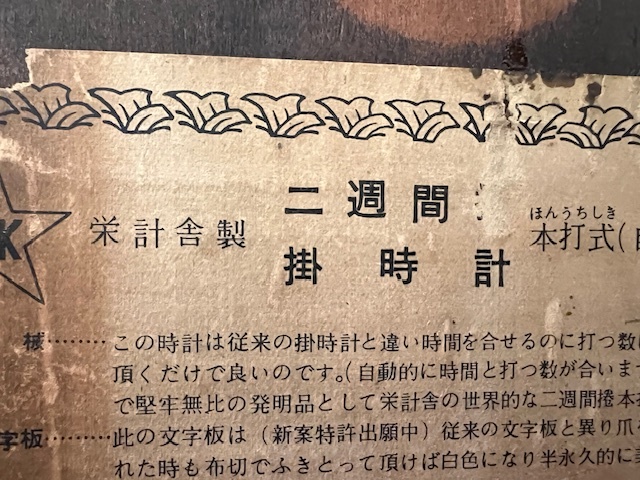 K
栄計舎製 二週間掛時計 本打式(
ほんうちしき
械………この時計は従来の掛時計と違い時間を合せるのに打つ数
頂くだけで良いのです。(自動的に時間と打つ数が合いま
で堅牢無比の発明品として栄計舎の世界的な二週間捲本
字板………此の文字板は(新案特許出願中)従来の文字板と異り爪
れた時も布切でふきとって頂けば白色になり半永久的に